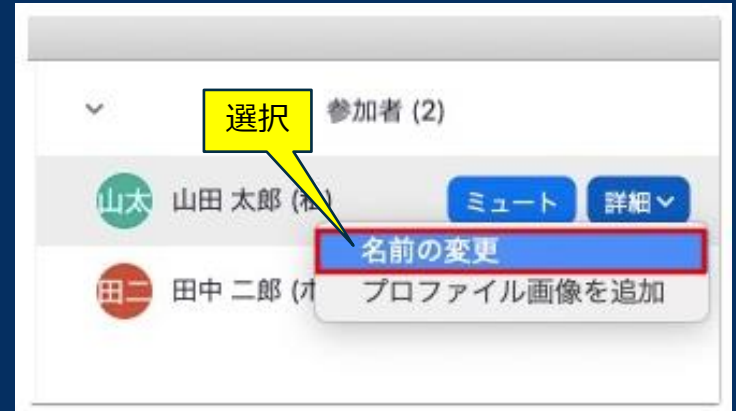 参加者 (2)
選択
山太 山田 太郎 (私) ミュート 詳細
名前の変更
田二 田中 二郎 (ホ
プロファイル画像を追加